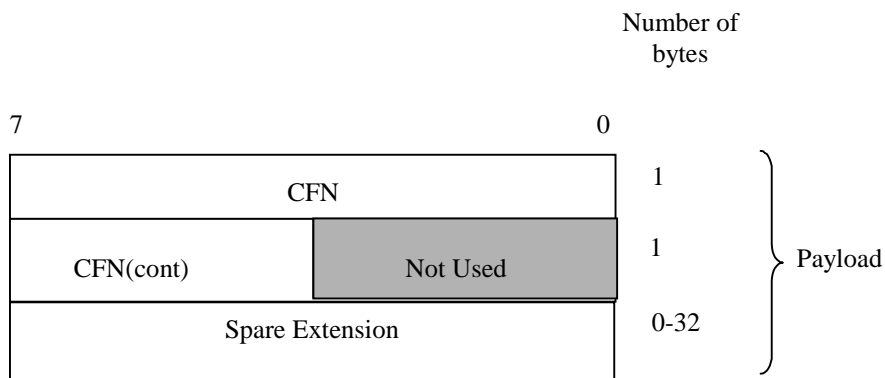 Number of
bytes
7 0
CFN 1
CFN(cont) Not Used 1
Payload
Spare Extension 0-32